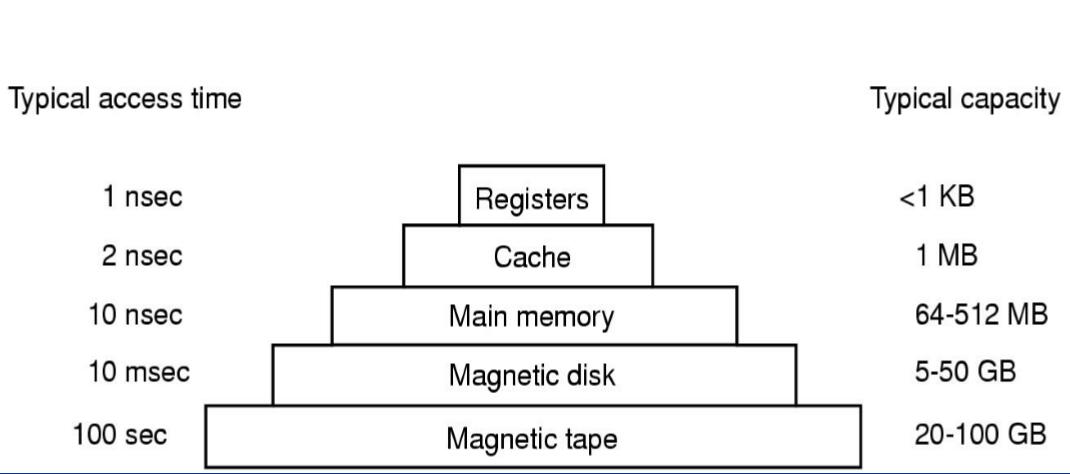 Typical access time Typical capacity
1 nsec Registers <1 KB
2 nsec Cache 1 MB
10 nsec Main memory 64-512 MB
10 msec Magnetic disk 5-50 GB
100 sec Magnetic tape 20-100 GB